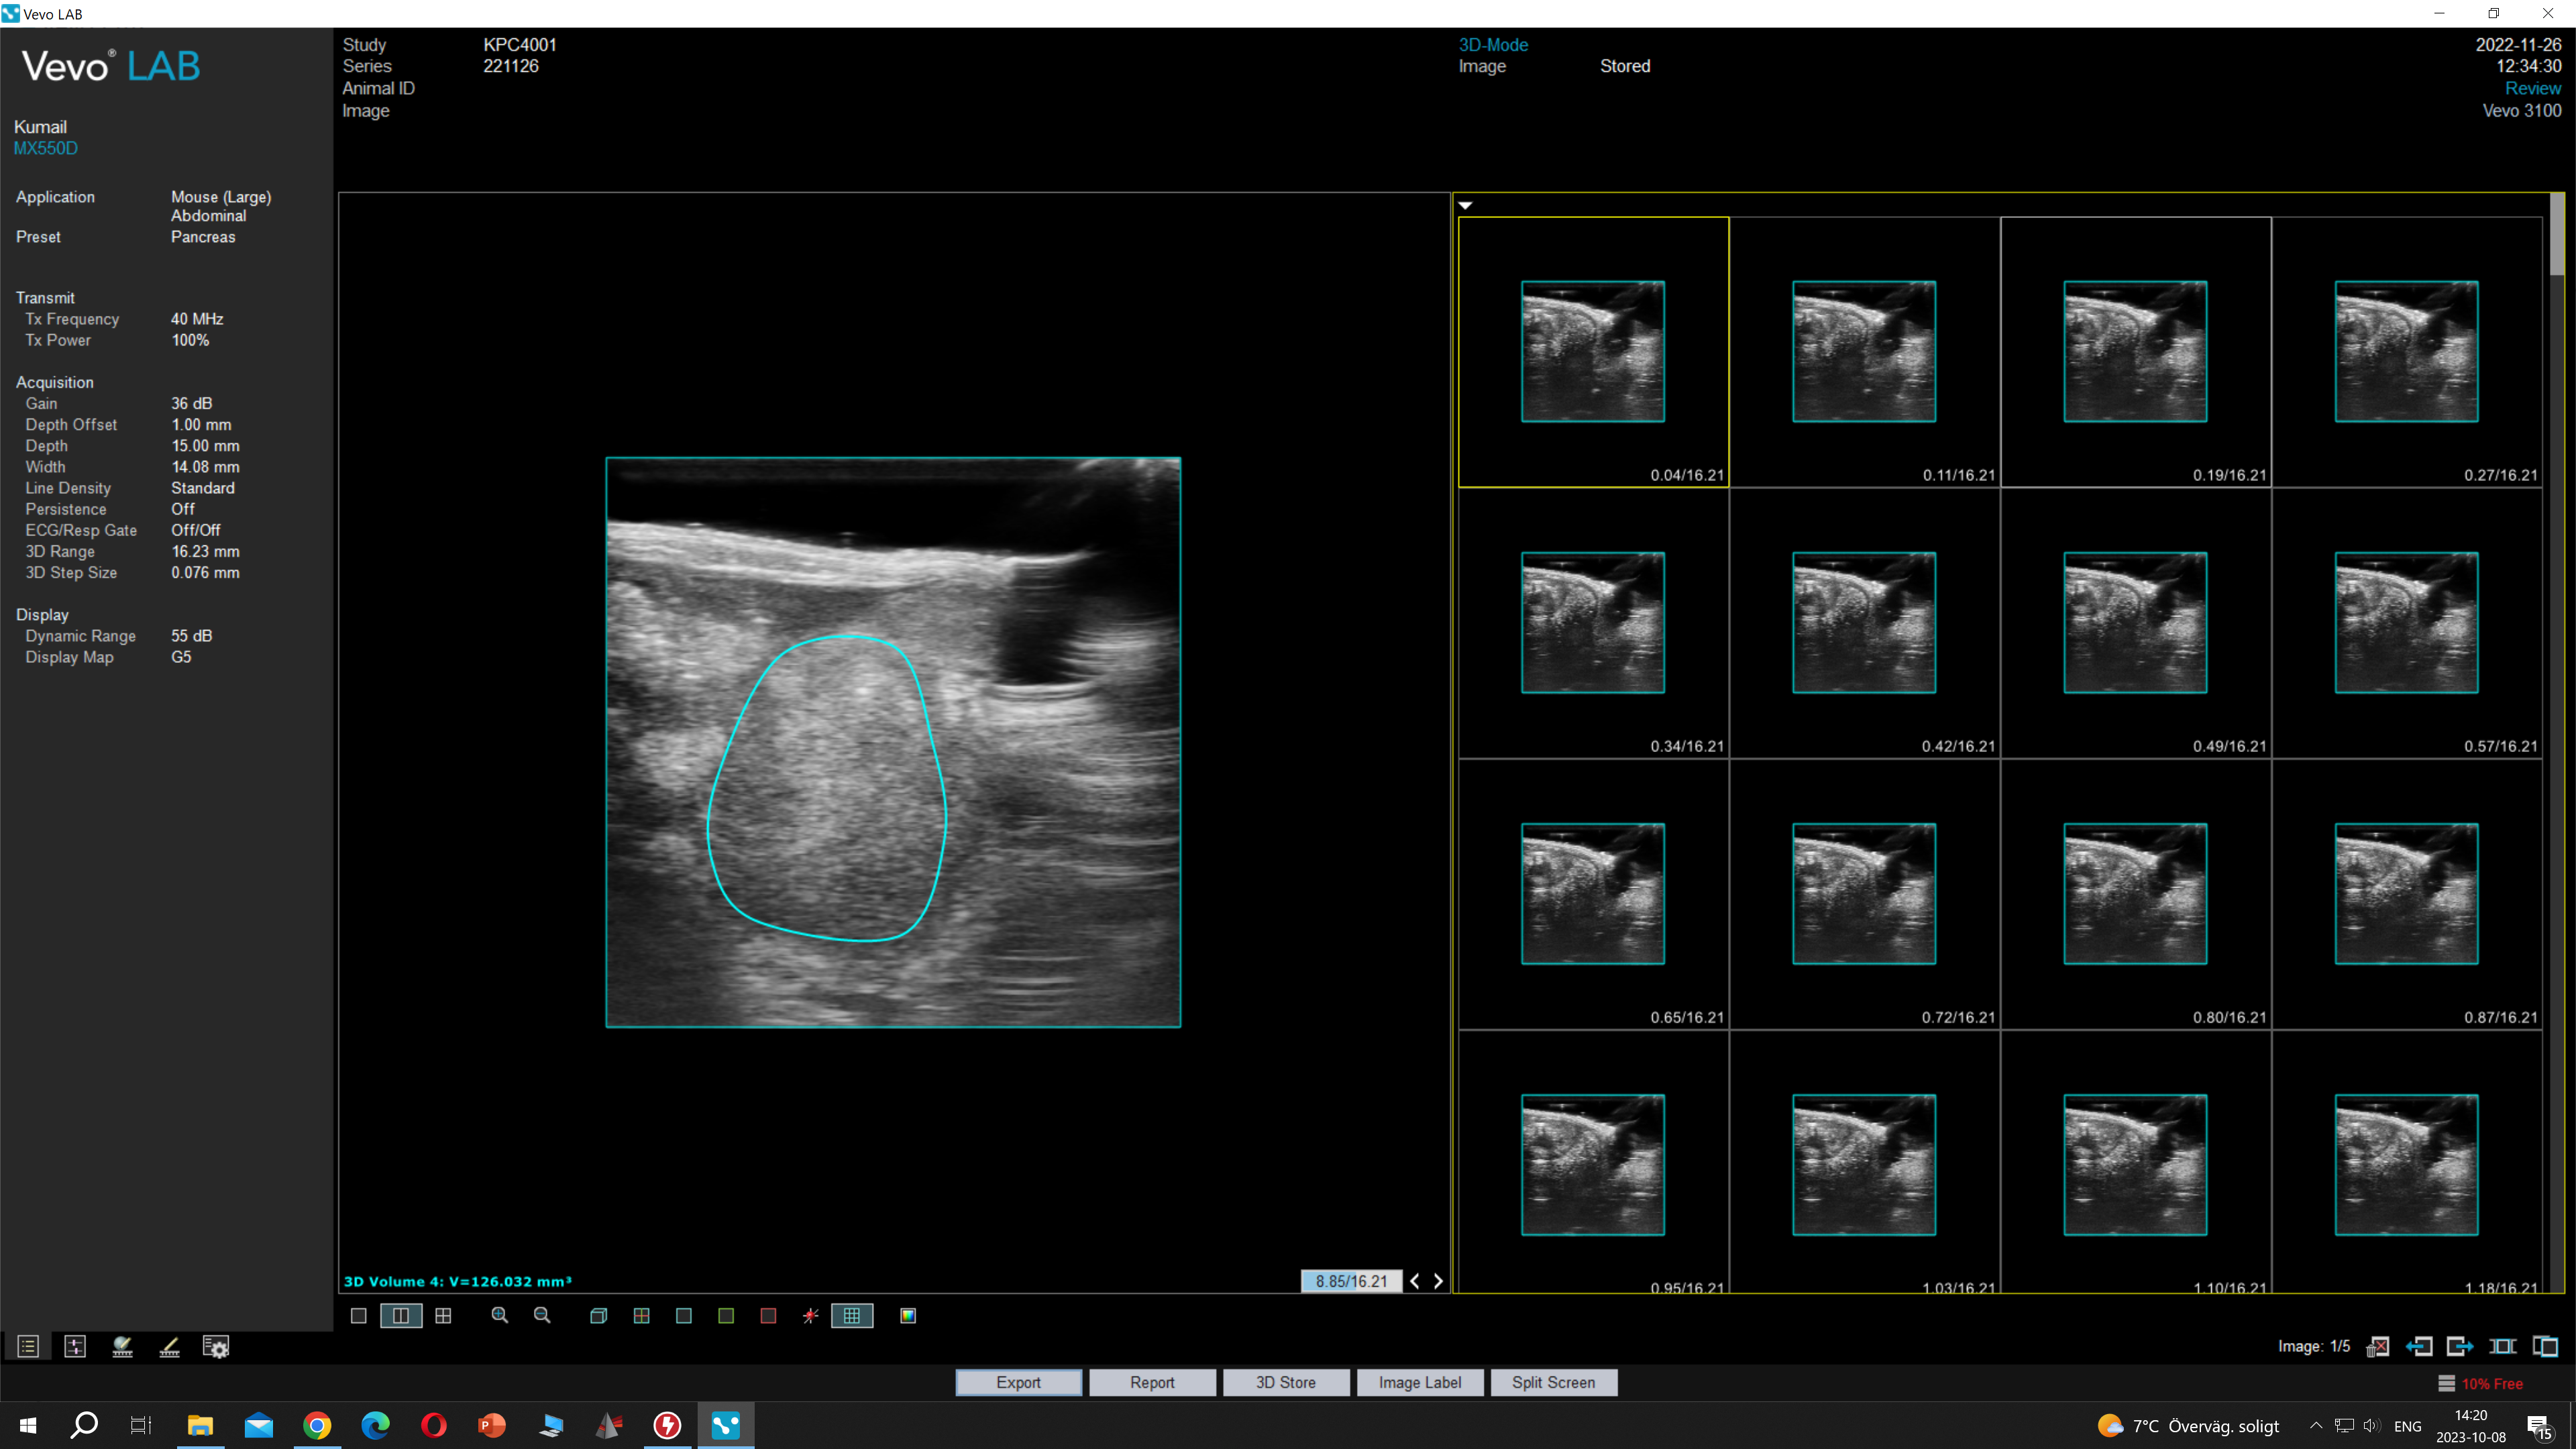 Vevo LAB
Vevo® LAB
Kumail
MX550D
Application Mouse (Large)
Abdominal
Preset Pancreas
Transmit
Tx Frequency 40 MHz
Tx Power 100%
Acquisition
Gain 36 dB
Depth Offset 1.00 mm
Depth 15.00 mm
Width 14.08 mm
Line Density Standard
Persistence Off
ECG/Resp Gate Off/Off
3D Range 16.23 mm
3D Step Size 0.076 mm
Display
Dynamic Range 55 dB
Display Map G5
Study KPC4001
Series 221126
Animal ID
Image
3D-Mode
Image Stored
2022-11-26
12:34:30
Review
Vevo 3100
0.04/16.21 0.11/16.21 0.19/16.21 0.27/16.21
0.34/16.21 0.42/16.21 0.49/16.21 0.57/16.21
0.65/16.21 0.72/16.21 0.80/16.21 0.87/16.21
0.95/16.21 1.03/16.21 1.10/16.21 1.18/16.21
3D Volume 4: V=126.032 mm³
8.85/16.21
Image: 1/5
Export Report 3D Store Image Label Split Screen
10% Free
7°C Överväg. soligt
ENG
14:20
2023-10-08
15